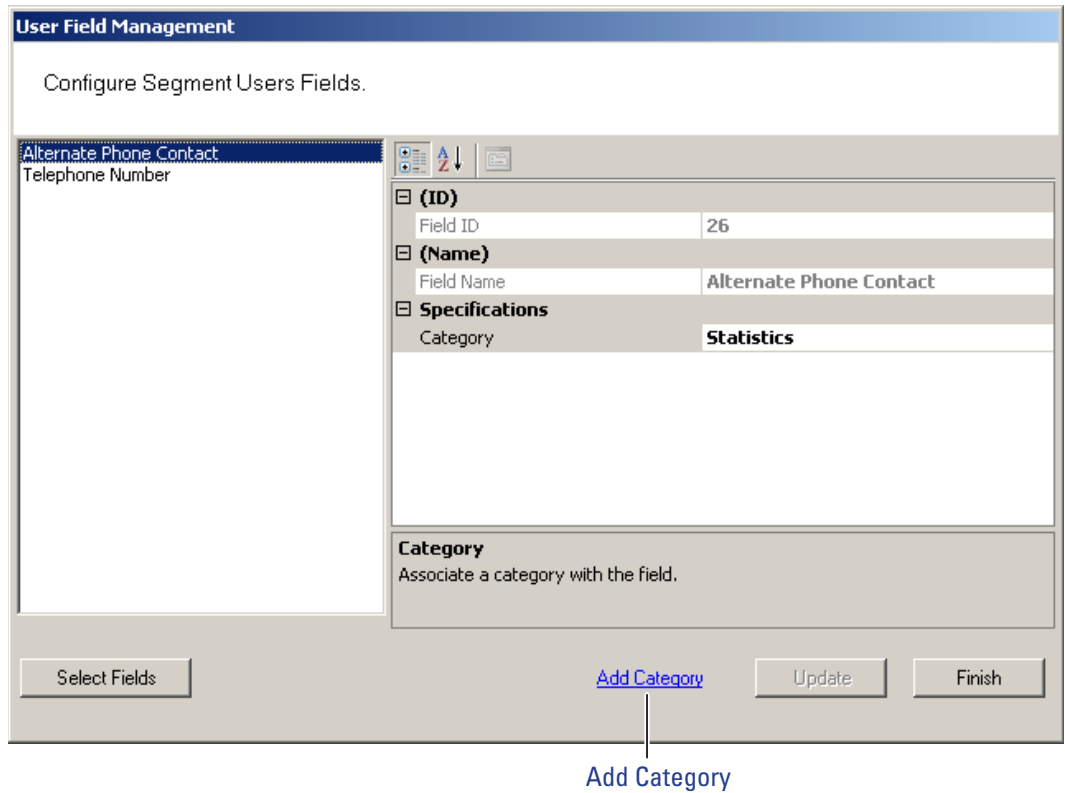 User Field Management
Configure Segment Users Fields.
Alternate Phone Contact
Telephone Number
(ID)
Field ID 26
(Name)
Field Name Alternate Phone Contact
Specifications
Category Statistics
Category
Associate a category with the field.
Select Fields Add Category Update Finish
Add Category